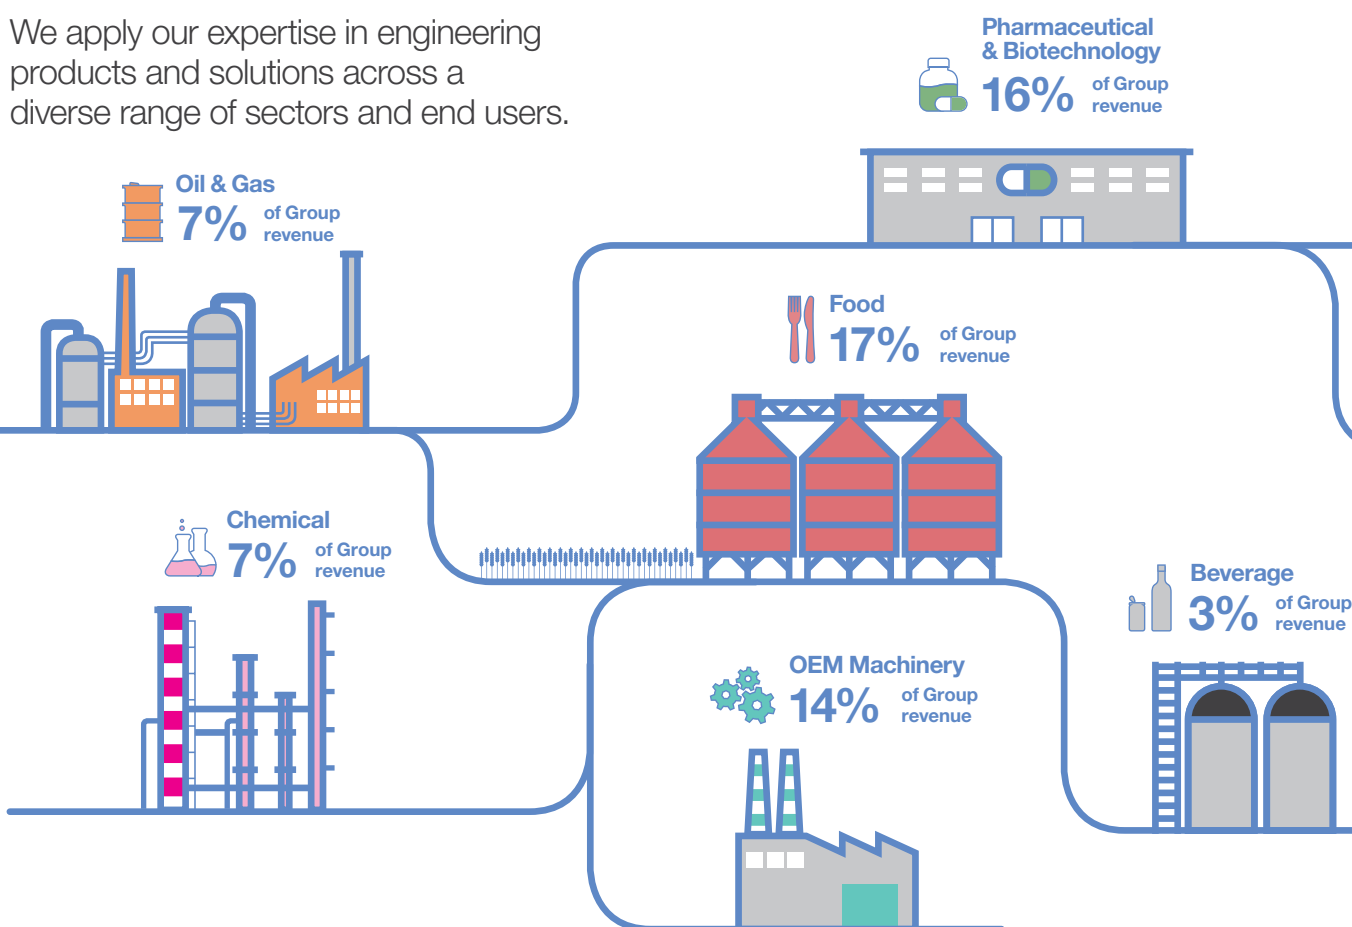 We apply our expertise in engineering
products and solutions across a
diverse range of sectors and end users.
Pharmaceutical
& Biotechnology
16% of Group
revenue
Oil & Gas
7% of Group
revenue
Food
17% of Group
revenue
Chemical
7% of Group
revenue
Beverage
3% of Group
revenue
OEM Machinery
14% of Group
revenue